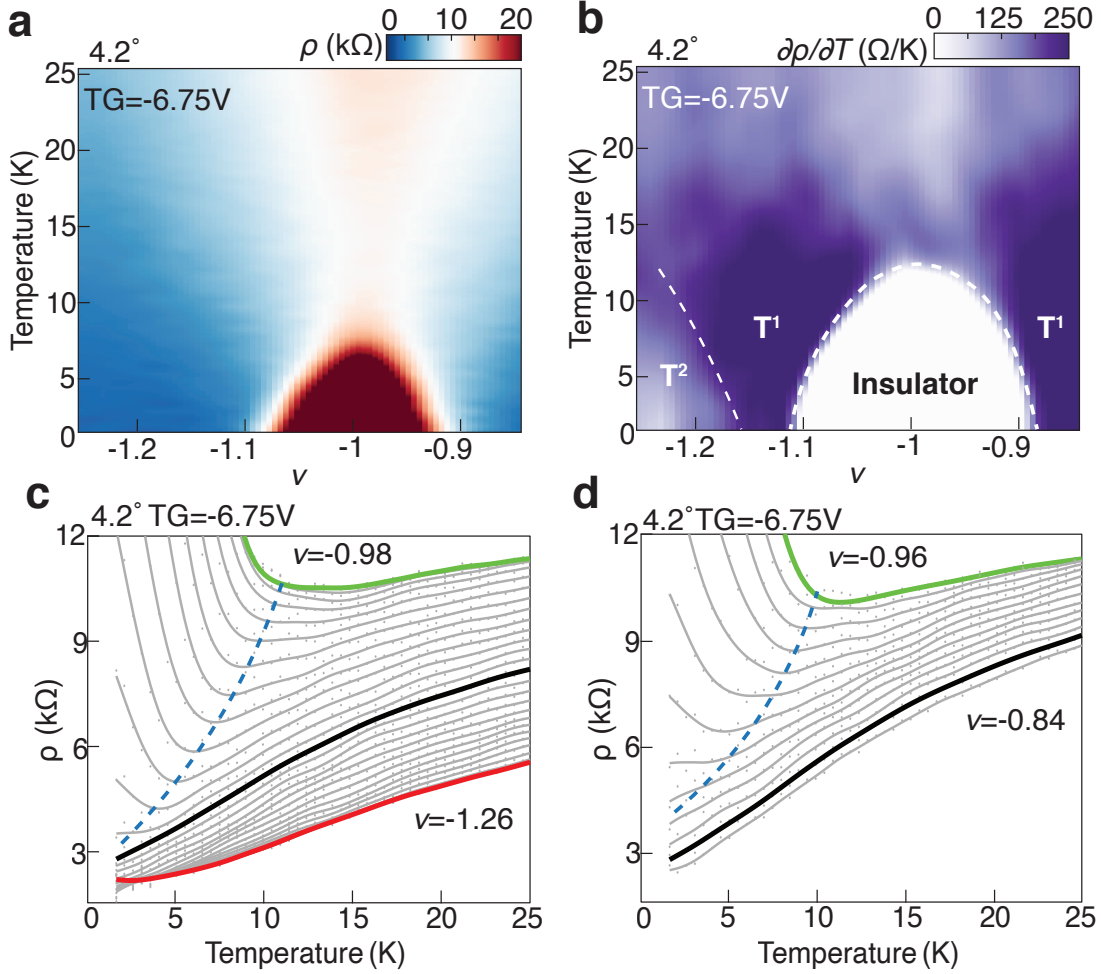 a
4.2° ρ (kΩ) 0 10 20
TG=-6.75V
Temperature (K)
25
20
15
10
5
0
-1.2 -1.1 -1 -0.9
ν
b
4.2° ∂ρ/∂T (Ω/K) 0 125 250
TG=-6.75V
Temperature (K)
25
20
15
10
5
0
T² T¹ Insulator T¹
-1.2 -1.1 -1 -0.9
ν
c
4.2° TG=-6.75V
ρ (kΩ)
12
9
6
3
ν=-0.98
ν=-1.26
0 5 10 15 20 25
Temperature (K)
d
4.2° TG=-6.75V
ρ (kΩ)
12
9
6
3
ν=-0.96
ν=-0.84
0 5 10 15 20 25
Temperature (K)